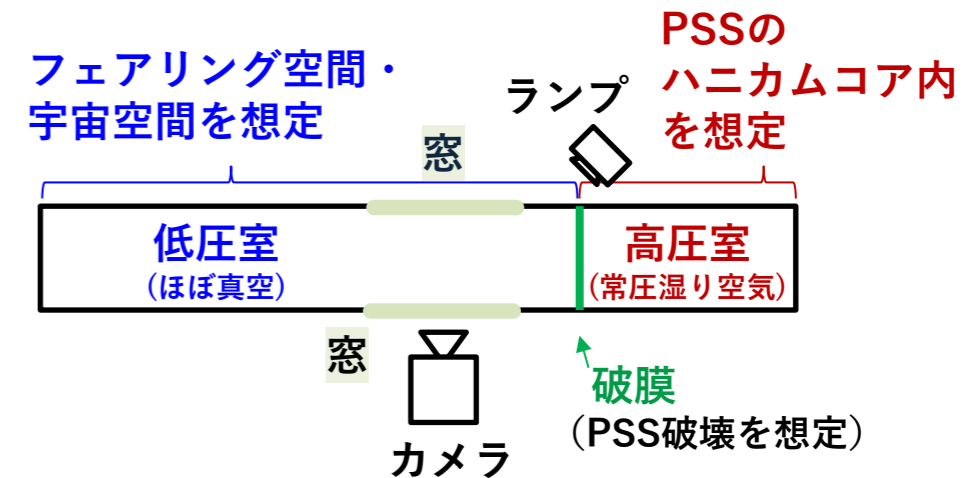 フェアリング空間・
宇宙空間を想定
PSSの
ハニカムコア内
を想定
ランプ
窓
低圧室
(ほぼ真空)
高圧室
(常圧湿り空気)
窓
破膜
（PSS破壊を想定）
カメラ